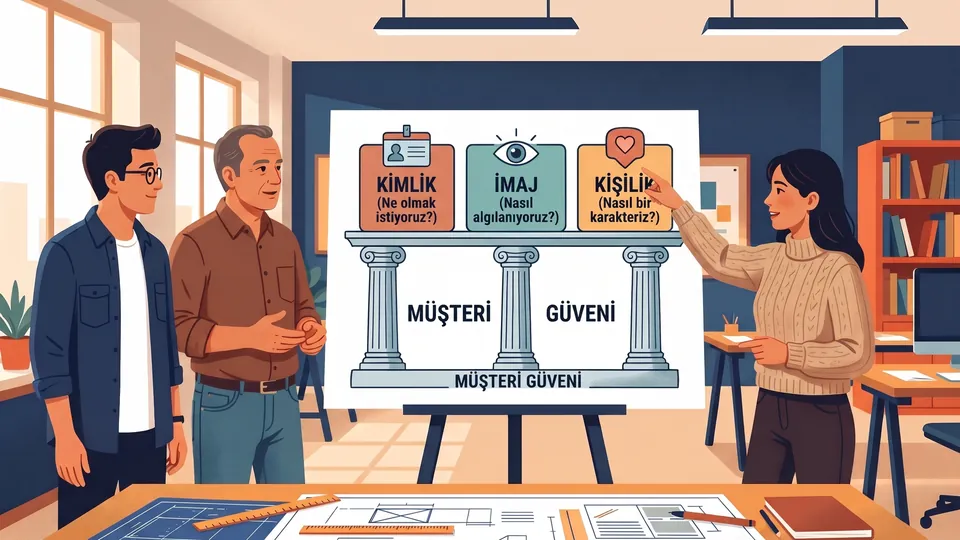 KİMLİK
(Ne olmak
istiyoruz?)
İMAJ
(Nasıl
algılanıyoruz?)
KİŞİLİK
(Nasıl bir
karakteriz?)
MÜŞTERİ GÜVENİ
MÜŞTERİ GÜVENİ